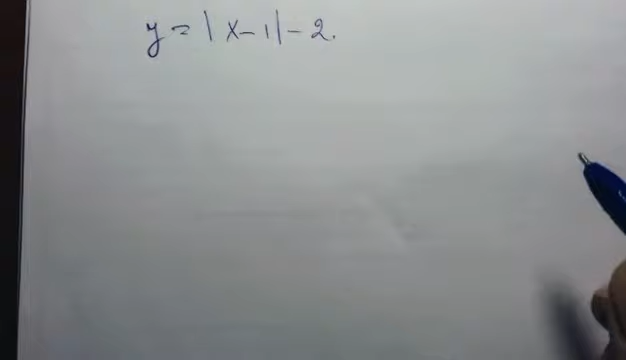 y = |x-1| - 2.